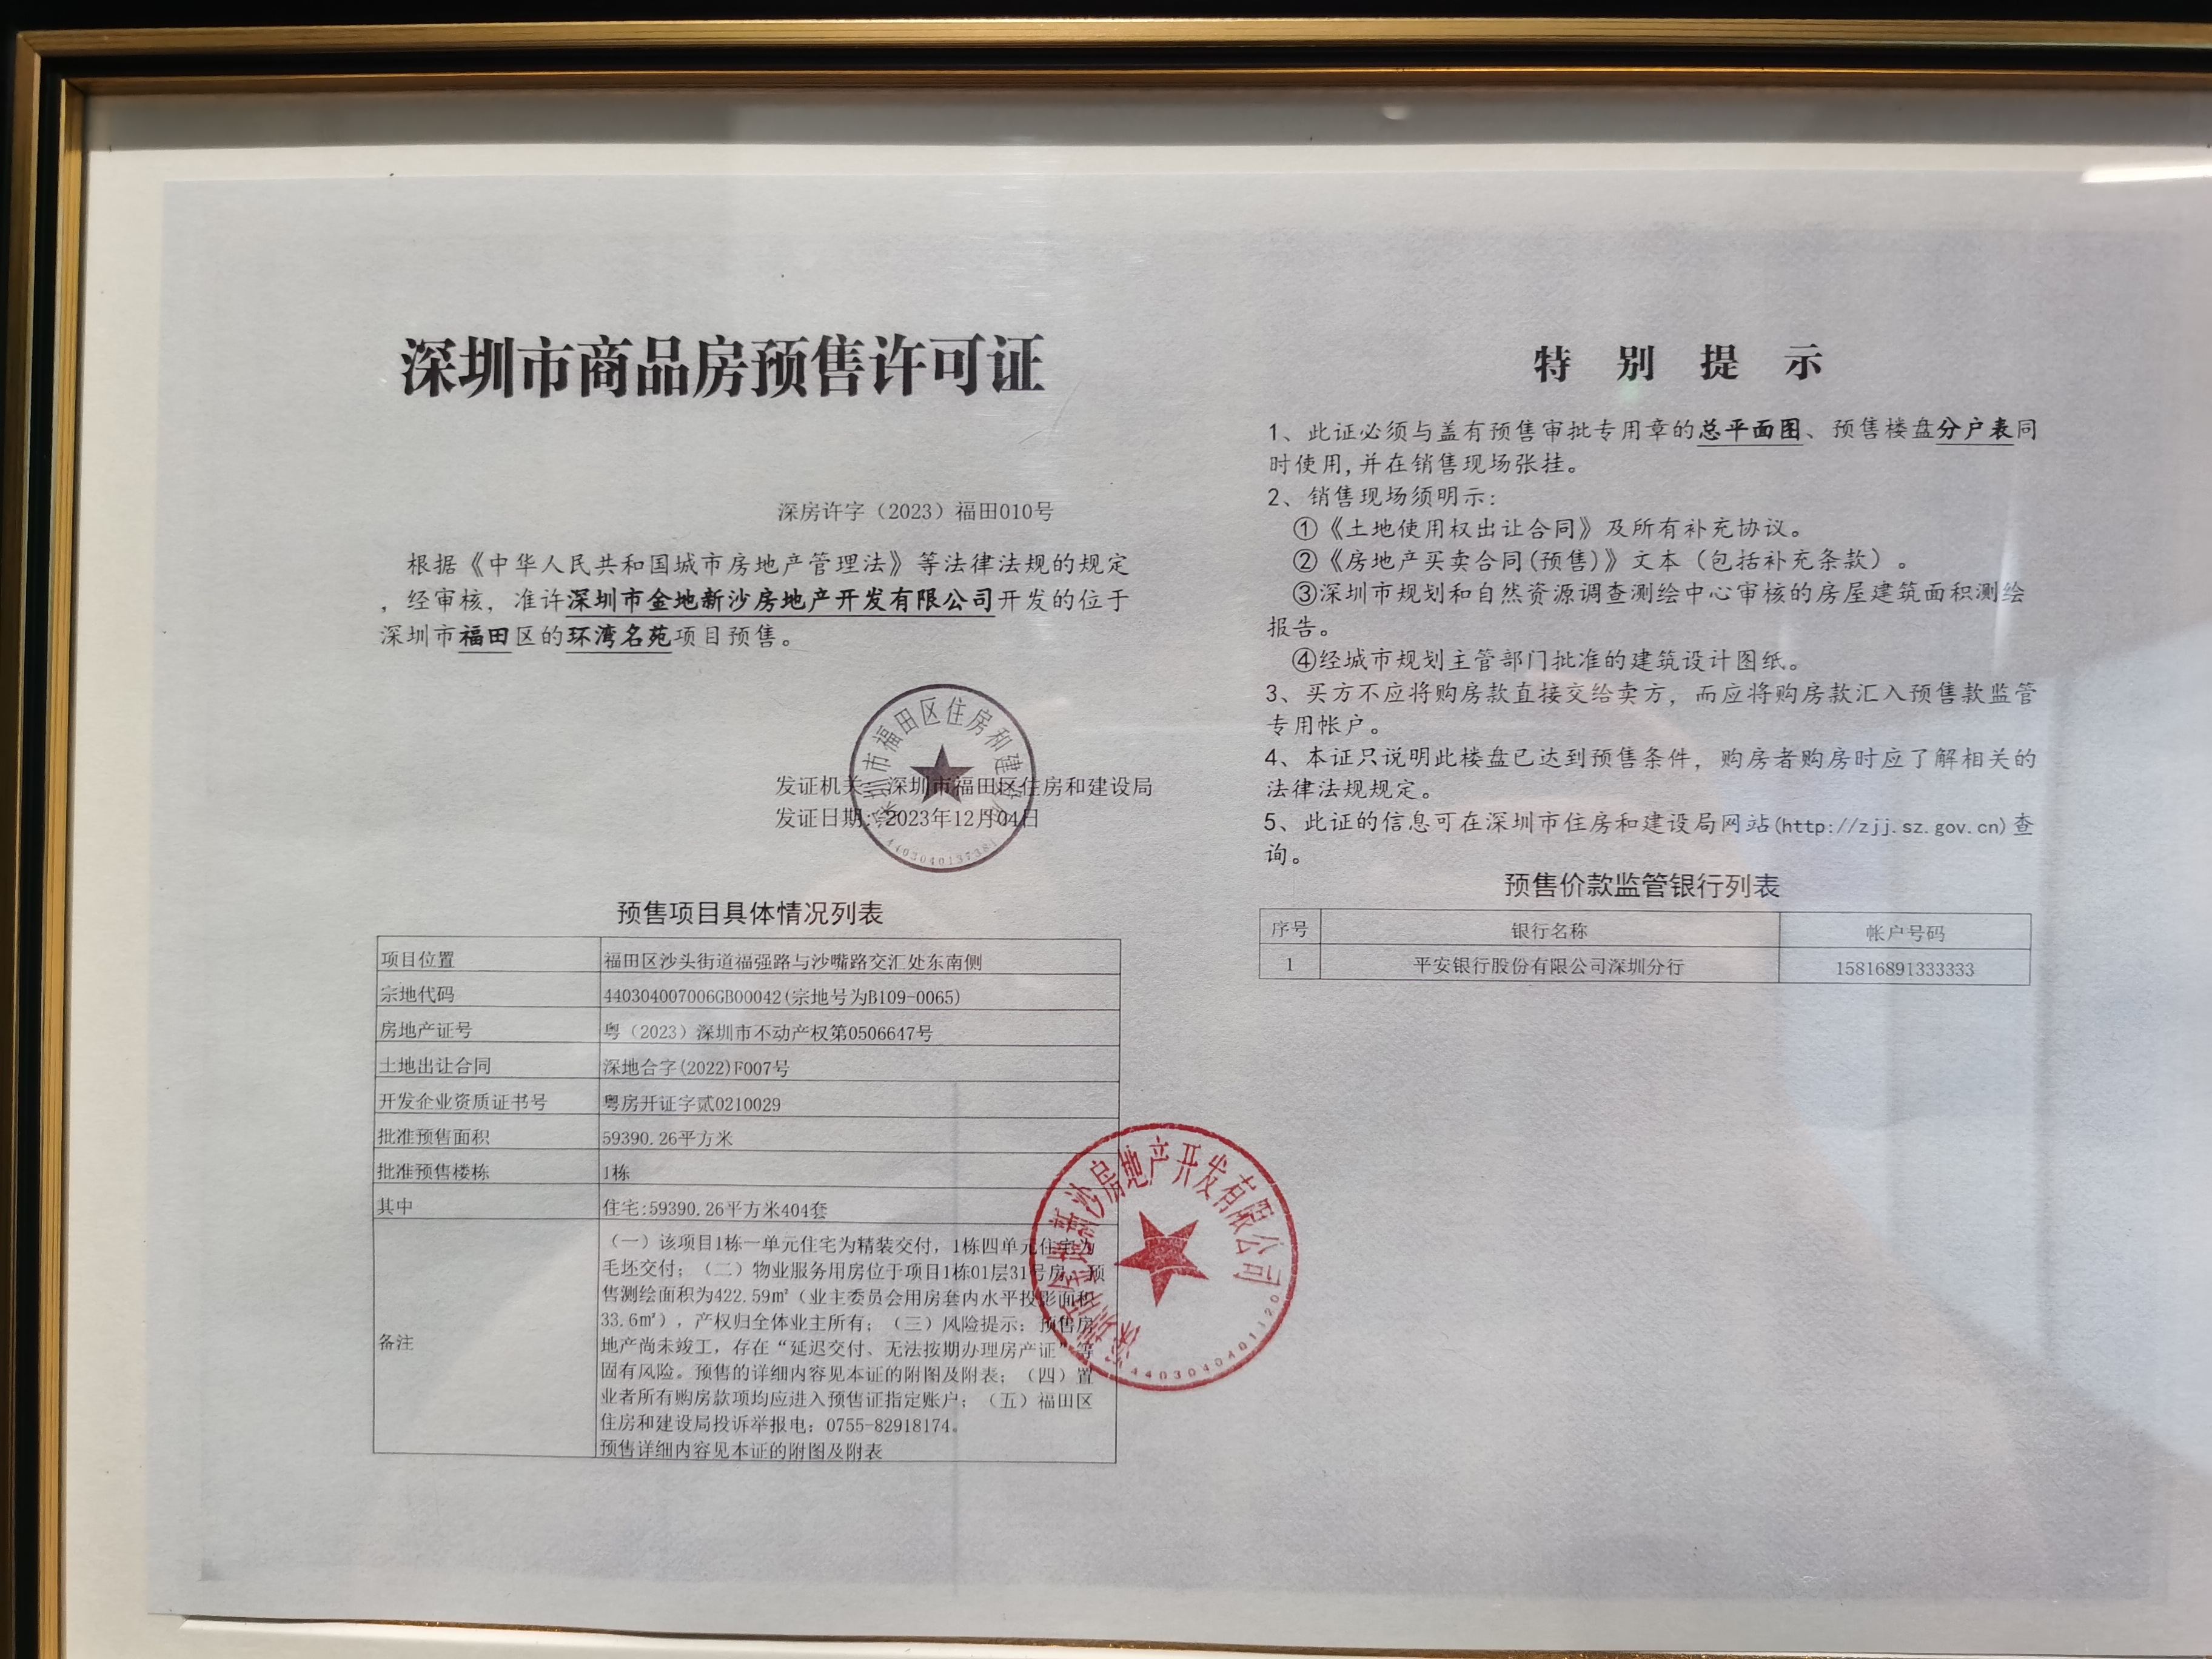 深圳市商品房预售许可证
深房许字（2023）福田010号
根据《中华人民共和国城市房地产管理法》等法律法规的规定
，经审核，准许深圳市金地新沙房地产开发有限公司开发的位于
深圳市福田区的环湾名苑项目预售。
深圳市福田区住房和建设局
发证机关：深圳市福田区住房和建设局
发证日期：2023年12月04日
预售项目具体情况列表
项目位置 福田区沙头街道福强路与沙嘴路交汇处东南侧
宗地代码 440304007006GB00042(宗地号为B109-0065)
房地产证号 粤（2023）深圳市不动产权第0506647号
土地出让合同 深地合字(2022)F007号
开发企业资质证书号 粤房开证字贰0210029
批准预售面积 59390.26平方米
批准预售楼栋 1栋
其中 住宅:59390.26平方米404套
备注
（一）该项目1栋一单元住宅为精装交付，1栋四单元住宅为
毛坯交付；（二）物业服务用房位于项目1栋01层31号房，预
售测绘面积为422.59㎡（业主委员会用房套内水平投影面积
33.6㎡），产权归全体业主所有；（三）风险提示：预售房
地产尚未竣工，存在“延迟交付、无法按期办理房产证”等
固有风险。预售的详细内容见本证的附图及附表；（四）置
业者所有购房款项均应进入预售证指定账户；（五）福田区
住房和建设局投诉举报电：0755-82918174。
预售详细内容见本证的附图及附表
深圳市金地新沙房地产开发有限公司
特别提示
1、此证必须与盖有预售审批专用章的总平面图、预售楼盘分户表同
时使用,并在销售现场张挂。
2、销售现场须明示:
①《土地使用权出让合同》及所有补充协议。
②《房地产买卖合同(预售)》文本（包括补充条款）。
③深圳市规划和自然资源调查测绘中心审核的房屋建筑面积测绘
报告。
④经城市规划主管部门批准的建筑设计图纸。
3、买方不应将购房款直接交给卖方，而应将购房款汇入预售款监管
专用帐户。
4、本证只说明此楼盘已达到预售条件，购房者购房时应了解相关的
法律法规规定。
5、此证的信息可在深圳市住房和建设局网站(http://zjj.sz.gov.cn)查
询。
预售价款监管银行列表
序号 银行名称 帐户号码
1 平安银行股份有限公司深圳分行 15816891333333